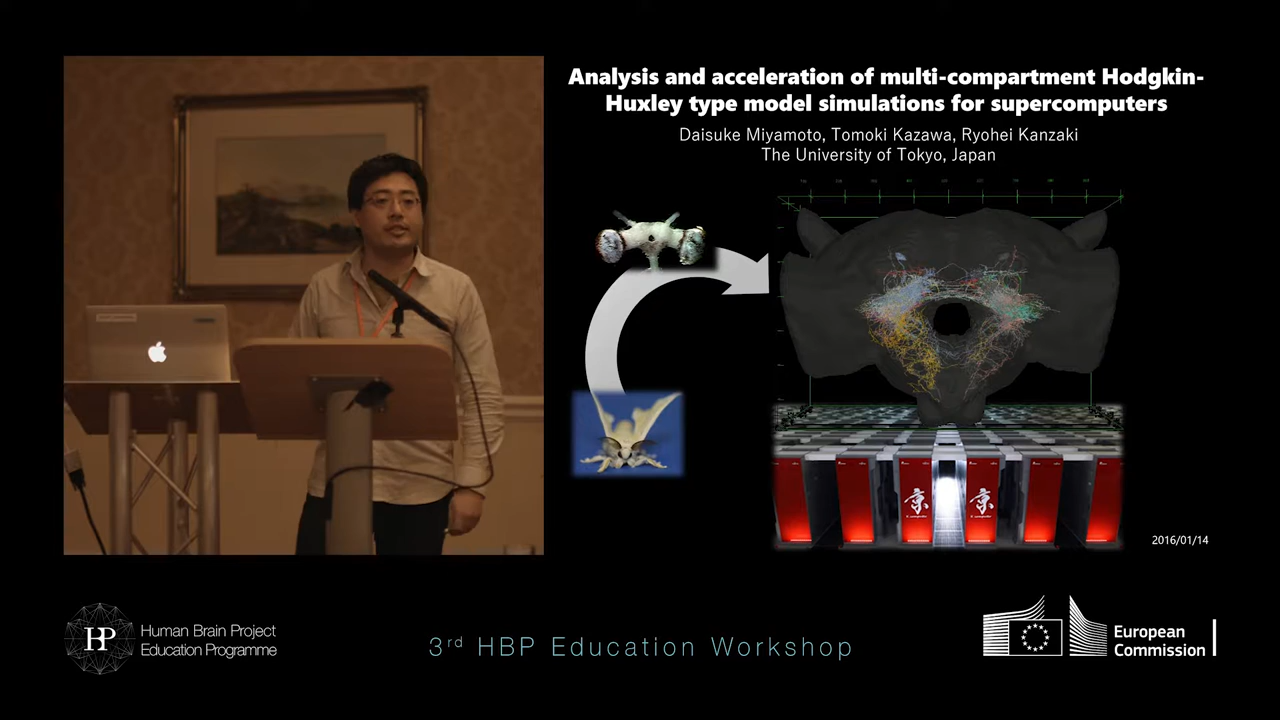 Analysis and acceleration of multi-compartment Hodgkin-
Huxley type model simulations for supercomputers
Daisuke Miyamoto, Tomoki Kazawa, Ryohei Kanzaki
The University of Tokyo, Japan
京
京
2016/01/14
HBP
Human Brain Project
Education Programme
3rd HBP Education Workshop
European
Commission